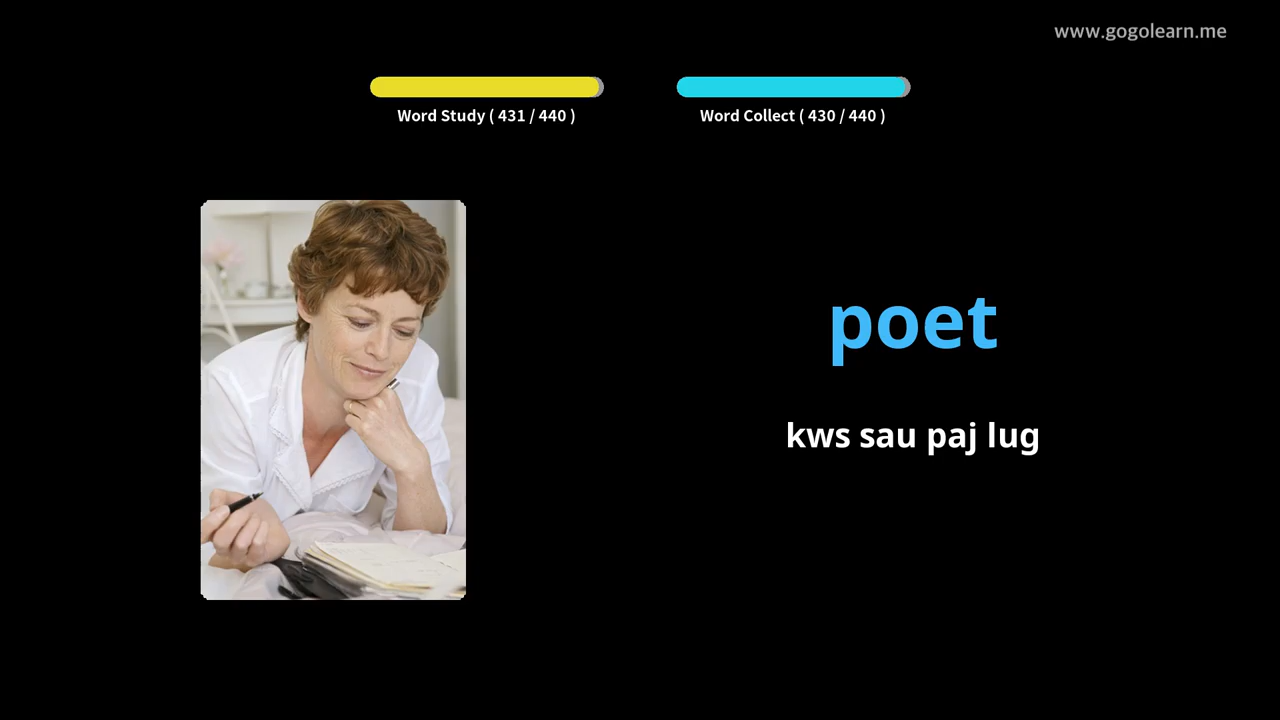 www.gogolearn.me
Word Study ( 431 / 440 )
Word Collect ( 430 / 440 )
poet
kws sau paj lug